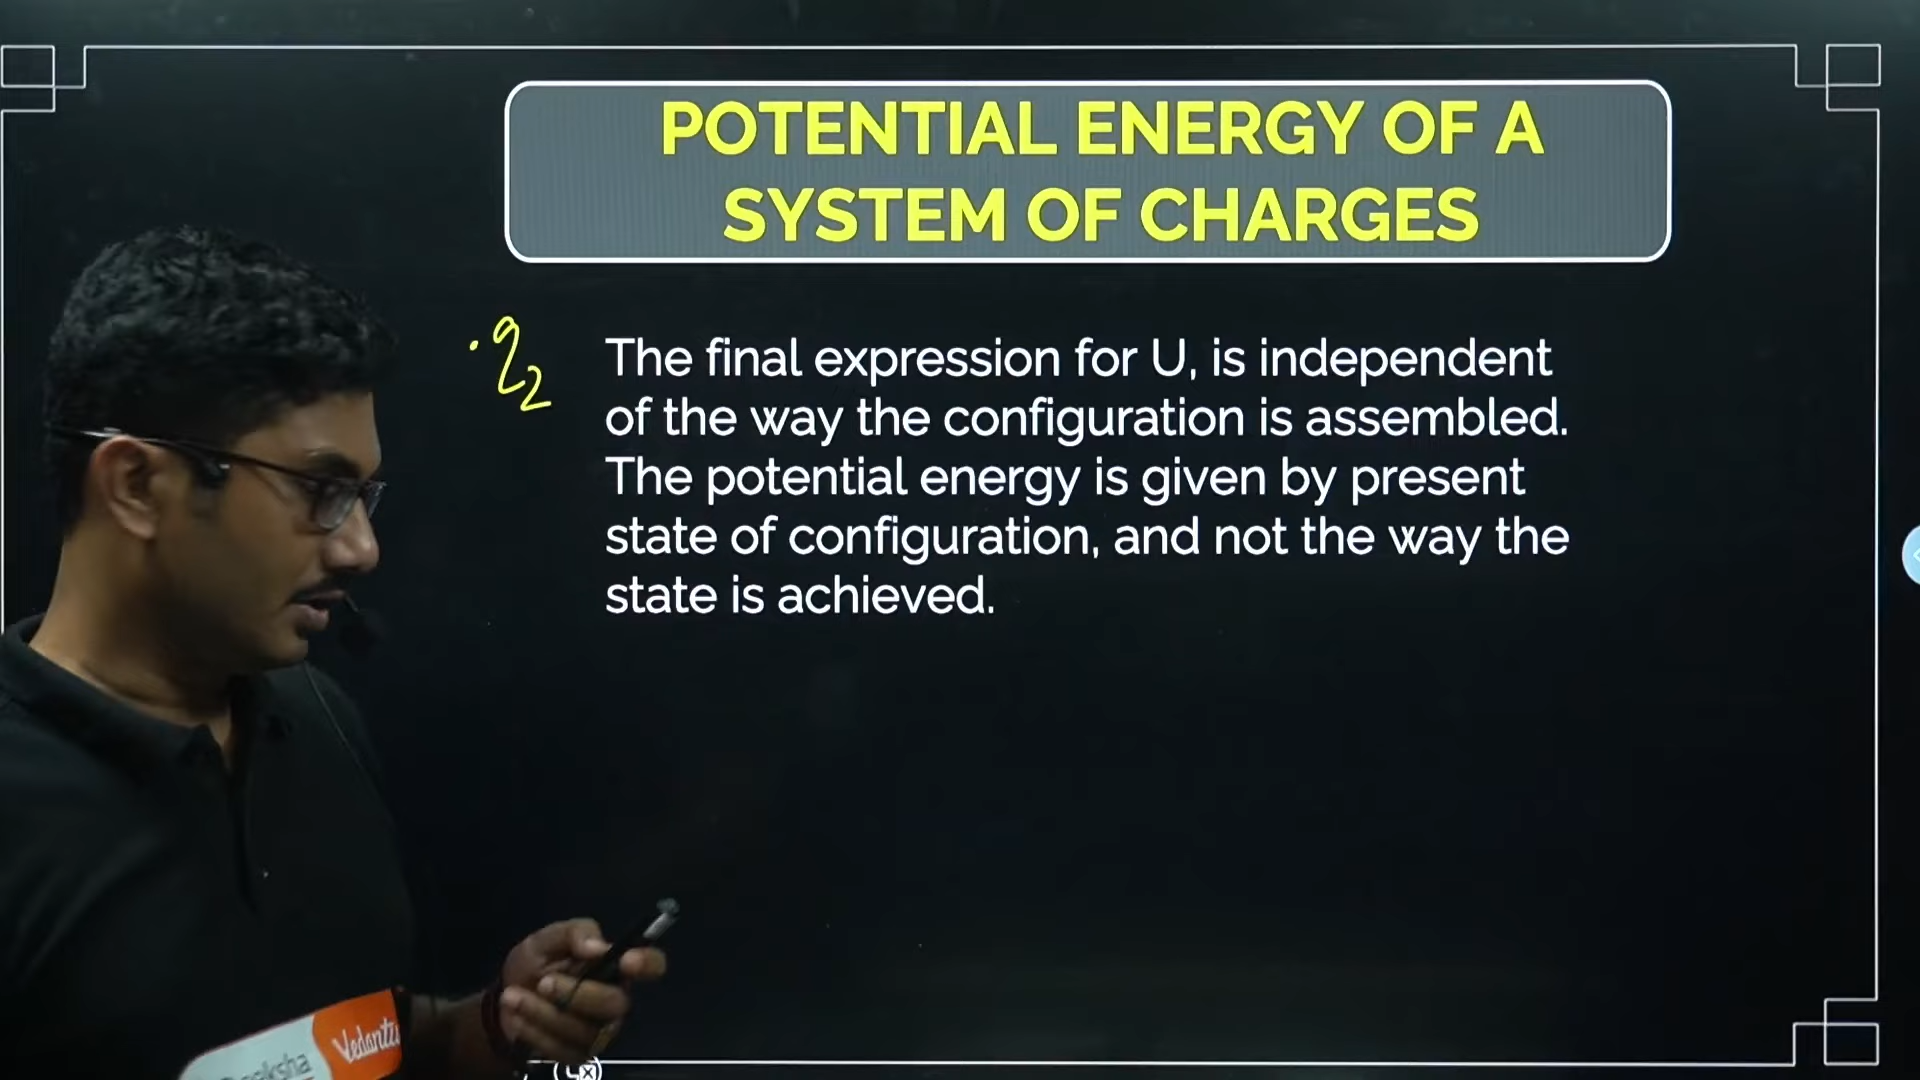 POTENTIAL ENERGY OF A
SYSTEM OF CHARGES
q2
The final expression for U, is independent
of the way the configuration is assembled.
The potential energy is given by present
state of configuration, and not the way the
state is achieved.
Vedantu